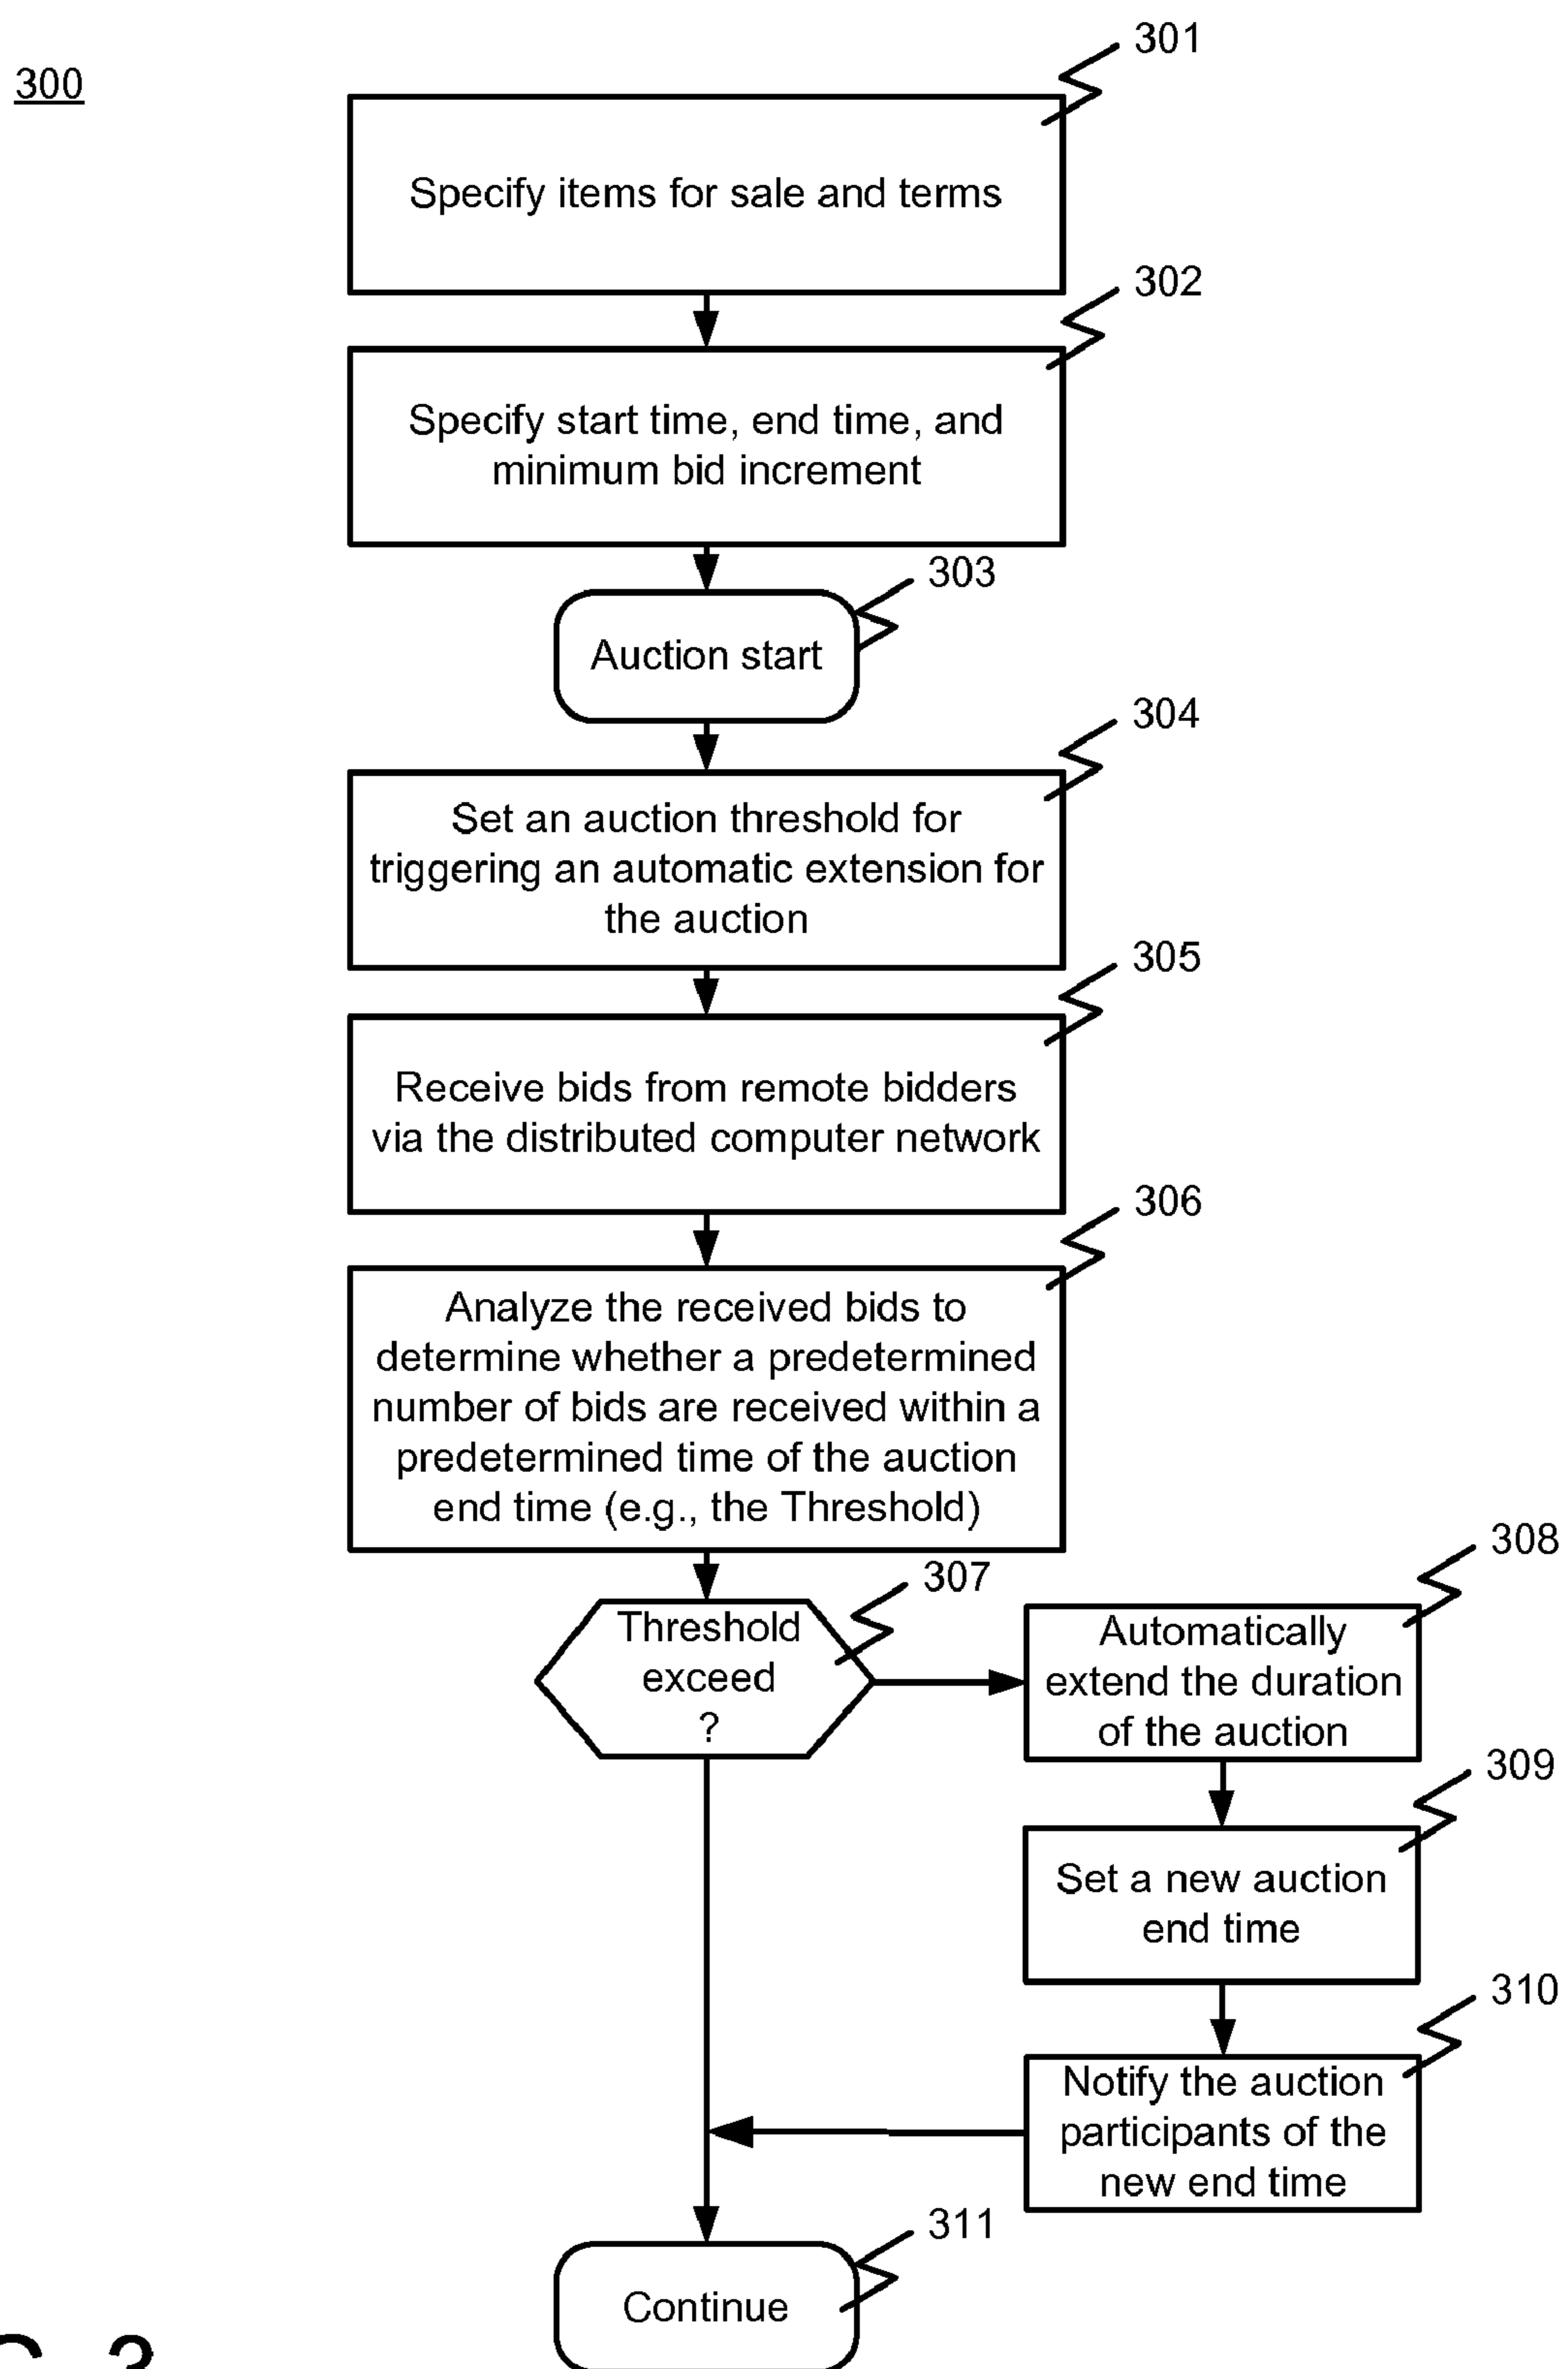 300
301
Specify items for sale and terms
302
Specify start time, end time, and
minimum bid increment
303
Auction start
304
Set an auction threshold for
triggering an automatic extension for
the auction
305
Receive bids from remote bidders
via the distributed computer network
306
Analyze the received bids to
determine whether a predetermined
number of bids are received within a
predetermined time of the auction
end time (e.g., the Threshold)
307
Threshold
exceed
?
308
Automatically
extend the duration
of the auction
309
Set a new auction
end time
310
Notify the auction
participants of the
new end time
311
Continue
3